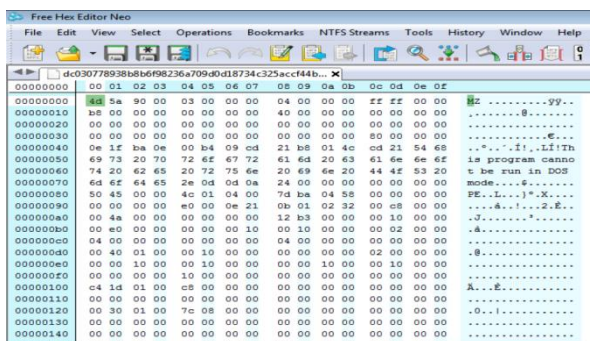 Free Hex Editor Neo
File Edit View Select Operations Bookmarks NTFS Streams Tools History Window Help
dc030778938b8b6f98236a709d0d18734c325accf44b...
00000000 00 01 02 03 04 05 06 07 08 09 0a 0b 0c 0d 0e 0f
00000000 4d 5a 90 00 03 00 00 00 04 00 00 00 ff ff 00 00 MZ .........ÿÿ..
00000010 b8 00 00 00 00 00 00 00 40 00 00 00 00 00 00 00 ¸.......@.......
00000020 00 00 00 00 00 00 00 00 00 00 00 00 00 00 00 00 ................
00000030 00 00 00 00 00 00 00 00 00 00 00 00 80 00 00 00 ............€...
00000040 0e 1f ba 0e 00 b4 09 cd 21 b8 01 4c cd 21 54 68 ..º..´.Í!¸.LÍ!Th
00000050 69 73 20 70 72 6f 67 72 61 6d 20 63 61 6e 6e 6f is program canno
00000060 74 20 62 65 20 72 75 6e 20 69 6e 20 44 4f 53 20 t be run in DOS
00000070 6d 6f 64 65 2e 0d 0d 0a 24 00 00 00 00 00 00 00 mode....$.......
00000080 50 45 00 00 4c 01 04 00 7d ba 04 58 00 00 00 00 PE..L...}º.X....
00000090 00 00 00 00 e0 00 0e 21 0b 01 02 32 00 c8 00 00 ....à..!...2.È..
000000a0 00 4a 00 00 00 00 00 00 12 b3 00 00 00 10 00 00 .J.......³......
000000b0 00 e0 00 00 00 00 00 10 00 10 00 00 00 02 00 00 .à..............
000000c0 04 00 00 00 00 00 00 00 04 00 00 00 00 00 00 00 ................
000000d0 00 40 01 00 00 10 00 00 00 00 00 00 02 00 00 00 .@..............
000000e0 00 00 10 00 00 10 00 00 00 00 10 00 00 10 00 00 ................
000000f0 00 00 00 00 10 00 00 00 00 00 00 00 00 00 00 00 ................
00000100 c4 1d 01 00 c8 00 00 00 00 00 00 00 00 00 00 00 Ä...È...........
00000110 00 00 00 00 00 00 00 00 00 00 00 00 00 00 00 00 ................
00000120 00 30 01 00 7c 08 00 00 00 00 00 00 00 00 00 00
00000130 00 00 00 00 00 00 00 00 00 00 00 00 00 00 00 00 ................
00000140 00 00 00 00 00 00 00 00 00 00 00 00 00 00 00 00 ................